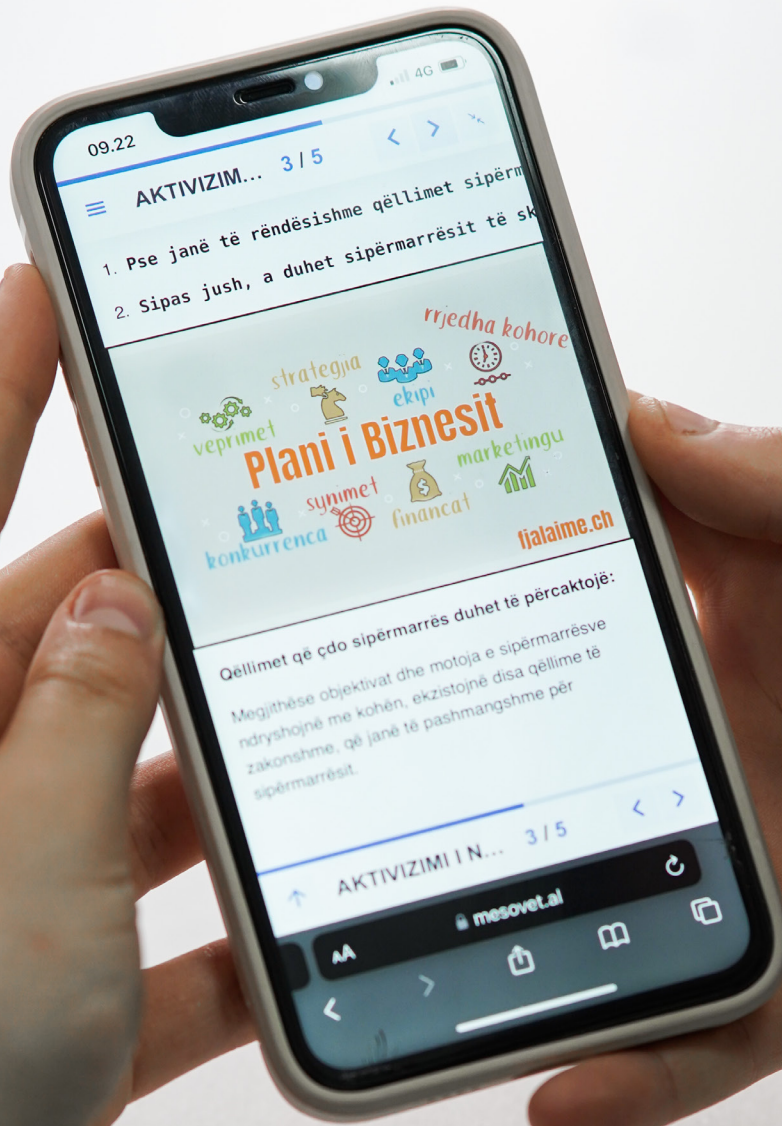 09.22
4G
AKTIVIZIM... 3 / 5
1. Pse janë të rëndësishme qëllimet sipërm
2. Sipas jush, a duhet sipërmarrësit të sk
rrjedha kohore
strategjia
ekipi
veprimet
Plani i Biznesit
marketingu
synimet
financat
konkurrenca
fjalaime.ch
Qëllimet që çdo sipërmarrës duhet të përcaktojë:
Megjithëse objektivat dhe motoja e sipërmarrësve
ndryshojnë me kohën, ekzistojnë disa qëllime të
zakonshme, që janë të pashmangshme për
sipërmarrësit.
AKTIVIZIMI I N... 3 / 5
AA mesovet.al